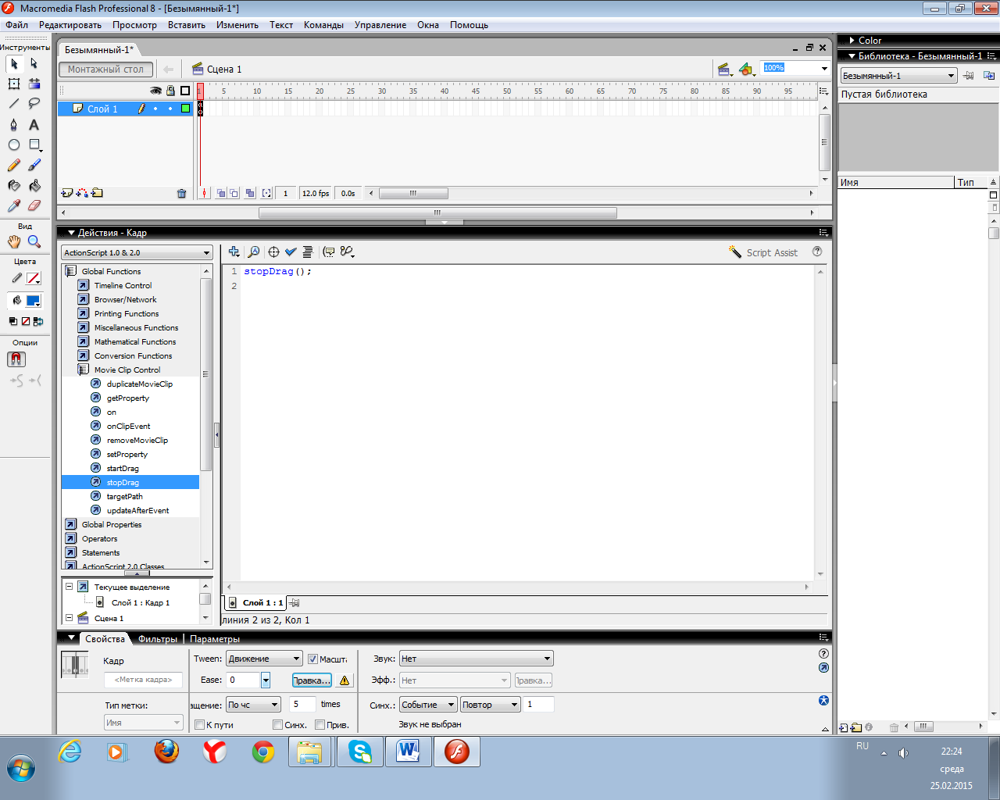 Macromedia Flash Professional 8 - [Безымянный-1*]
Файл Редактировать Просмотр Вставить Изменить Текст Команды Управление Окна Помощь
Инструменты
Вид
Цвета
Опции
Безымянный-1*
Монтажный стол Сцена 1 100%
1 5 10 15 20 25 30 35 40 45 50 55 60 65 70 75 80 85 90 95
Слой 1
1 12.0 fps 0.0s
Действия - Кадр
ActionScript 1.0 & 2.0
Script Assist
Global Functions
Timeline Control
Browser/Network
Printing Functions
Miscellaneous Functions
Mathematical Functions
Conversion Functions
Movie Clip Control
duplicateMovieClip
getProperty
on
onClipEvent
removeMovieClip
setProperty
startDrag
stopDrag
targetPath
updateAfterEvent
Global Properties
Operators
Statements
ActionScript 2.0 Classes
Текущее выделение
Слой 1 : Кадр 1
Сцена 1
1 stopDrag();
2
Слой 1 : 1
линия 2 из 2, Кол 1
Свойства Фильтры Параметры
Кадр
<Метка кадра>
Тип метки:
Имя
Tween: Движение Масшта
Ease: 0 Правка...
ащение: По чс 5 times
К пути Синх. Прив.
Звук: Нет
Эфф.: Нет Правка...
Синх.: Событие Повтор 1
Звук не выбран
Color
Библиотека - Безымянный-1
Безымянный-1
Пустая библиотека
Имя Тип
RU
22:24
среда
25.02.2015